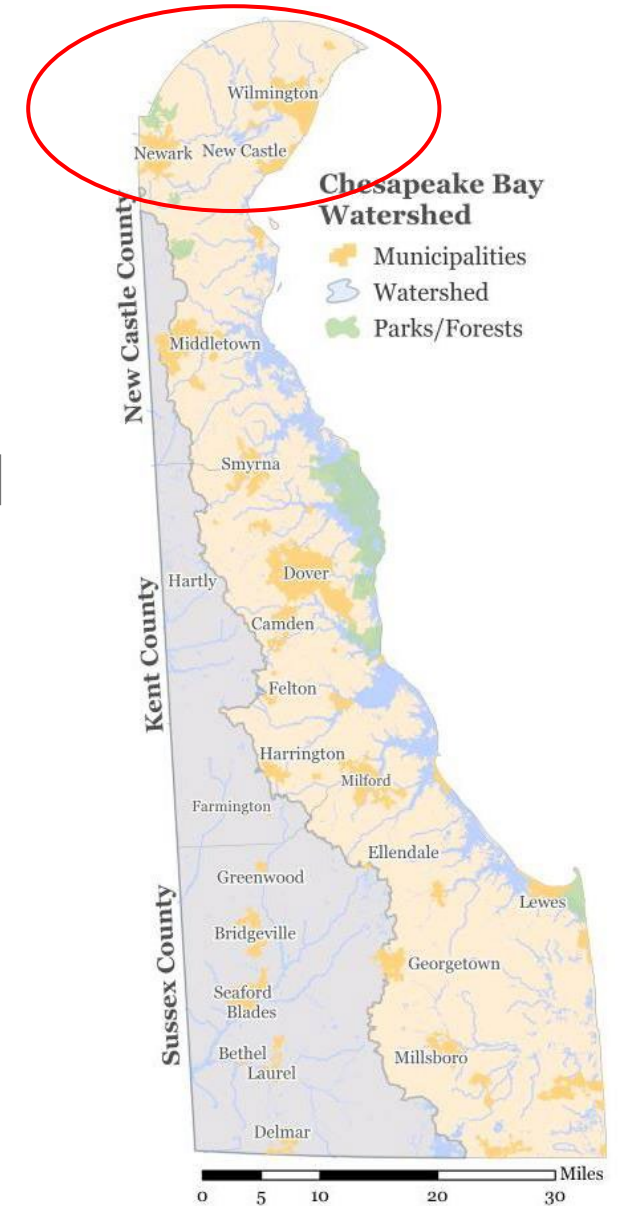 Wilmington
Newark
New Castle
Chesapeake Bay
Watershed
Municipalities
Watershed
Parks/Forests
New Castle County
Middletown
Smyrna
Hartly
Dover
Camden
Kent County
Felton
Harrington
Milford
Farmington
Ellendale
Greenwood
Lewes
Bridgeville
Sussex County
Georgetown
Seaford
Blades
Bethel
Laurel
Millsboro
Delmar
Miles
0 5 10 20 30